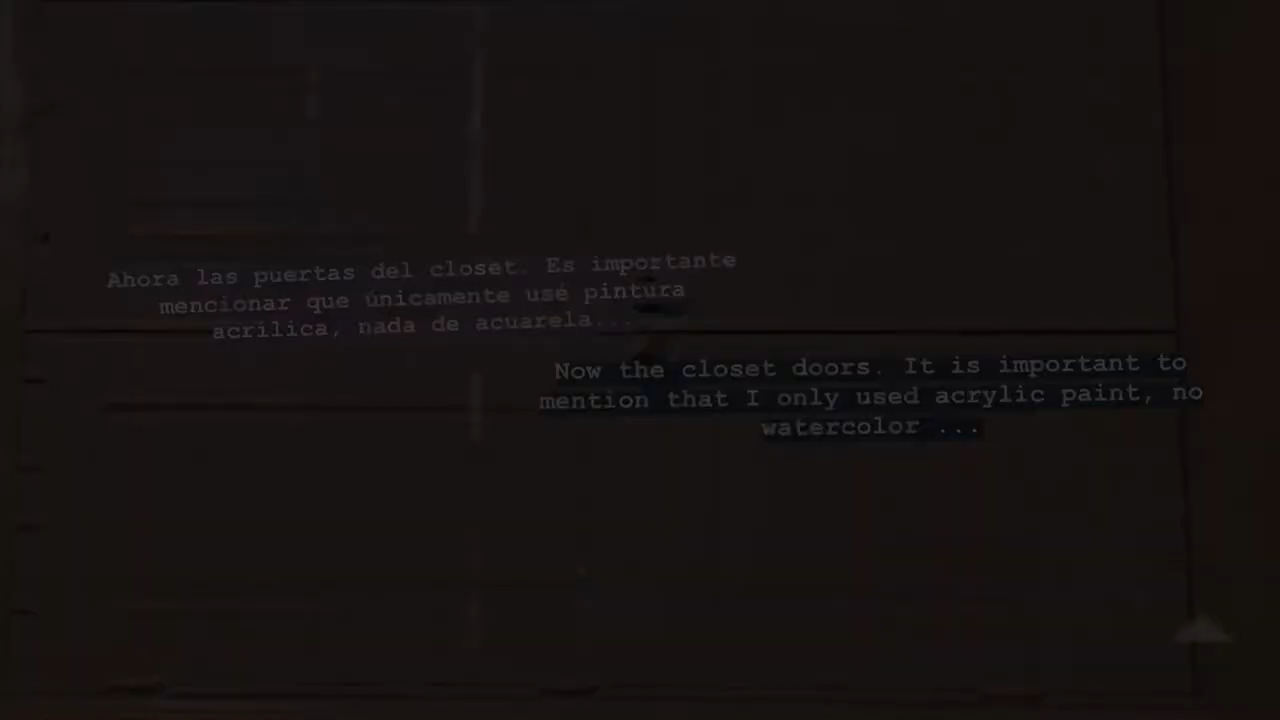 Ahora las puertas del closet. Es importante
mencionar que únicamente usé pintura
acrílica, nada de acuarela...
Now the closet doors. It is important to
mention that I only used acrylic paint, no
watercolor ...